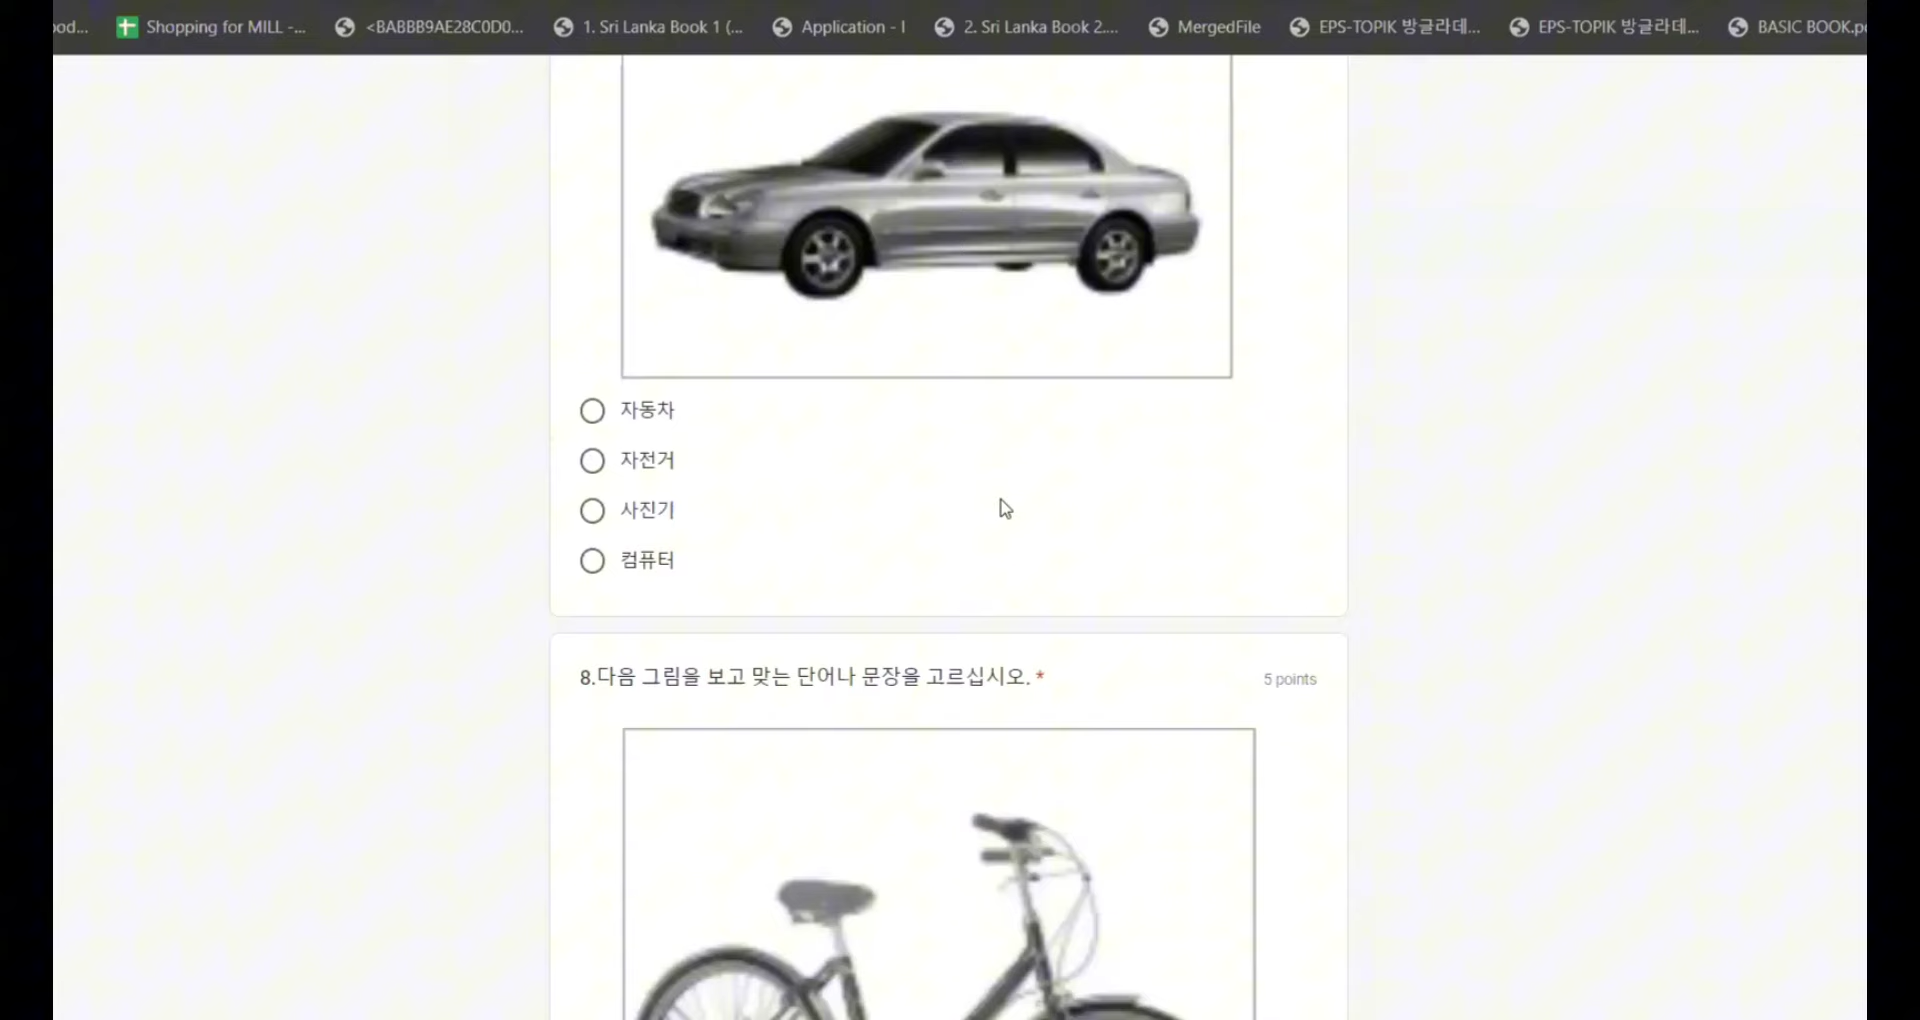 ood... Shopping for MILL -... <BABBB9AE28C0D0... 1. Sri Lanka Book 1 (... Application - I 2. Sri Lanka Book 2.... MergedFile EPS-TOPIK 방글라데... EPS-TOPIK 방글라데... BASIC BOOK.p
자동차
자전거
사진기
컴퓨터
8.다음 그림을 보고 맞는 단어나 문장을 고르십시오. * 5 points